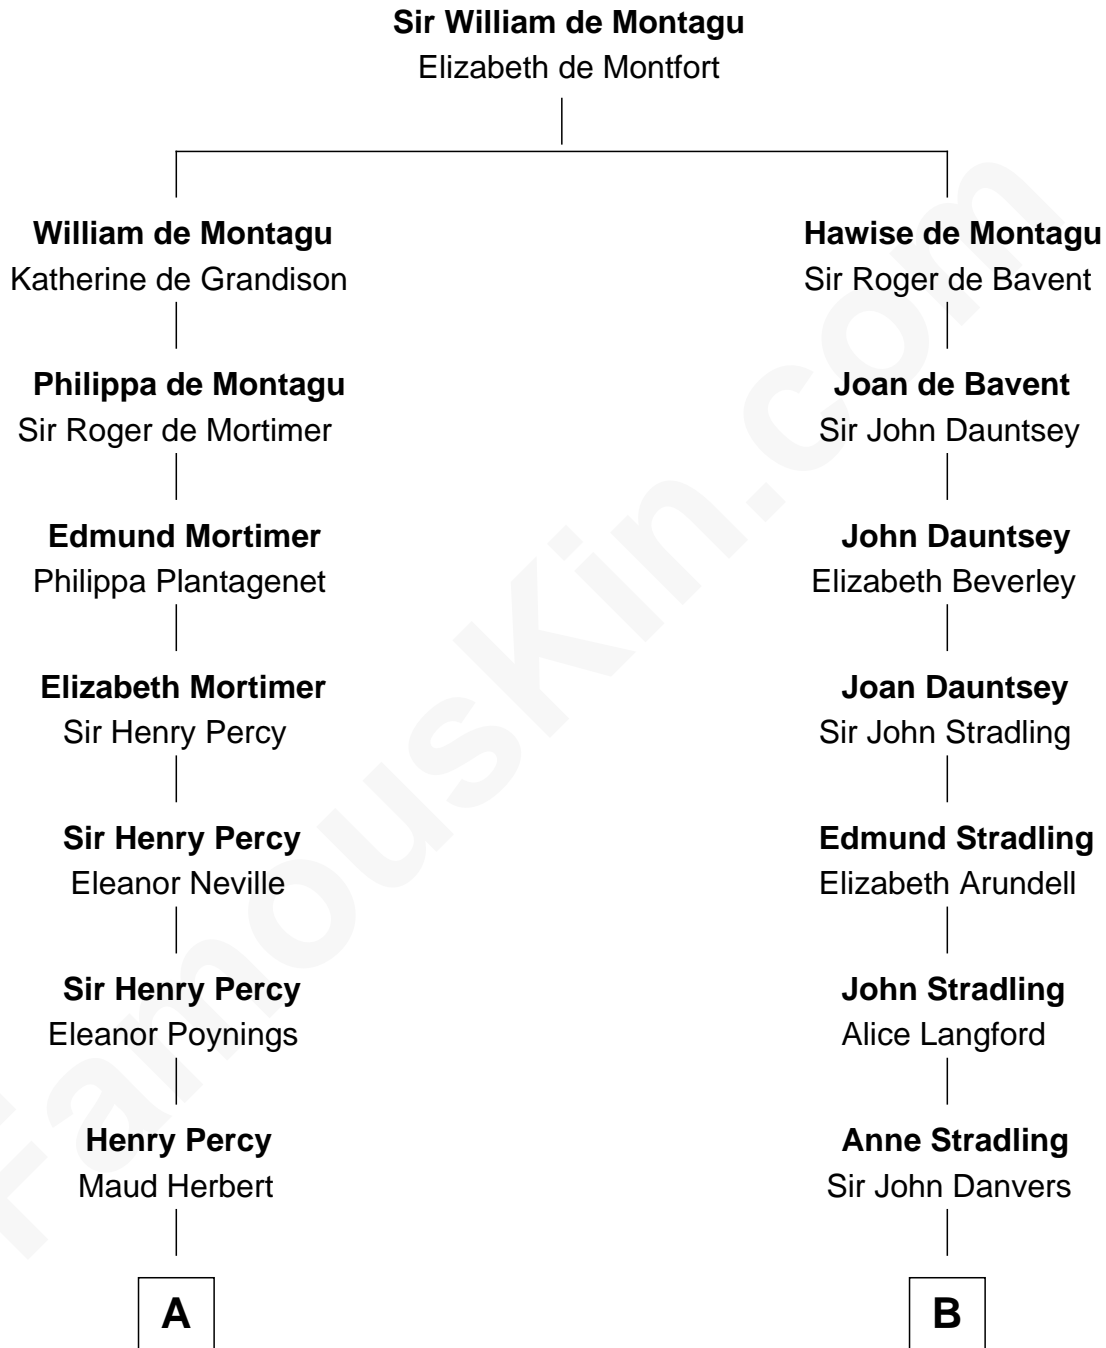 Sir William de Montagu
Elizabeth de Montfort
William de Montagu
Katherine de Grandison
Hawise de Montagu
Sir Roger de Bavent
Philippa de Montagu
Sir Roger de Mortimer
Joan de Bavent
Sir John Dauntsey
Edmund Mortimer
Philippa Plantagenet
John Dauntsey
Elizabeth Beverley
Elizabeth Mortimer
Sir Henry Percy
Joan Dauntsey
Sir John Stradling
Sir Henry Percy
Eleanor Neville
Edmund Stradling
Elizabeth Arundell
Sir Henry Percy
Eleanor Poynings
John Stradling
Alice Langford
Henry Percy
Maud Herbert
Anne Stradling
Sir John Danvers
A
B
FamousKin.com